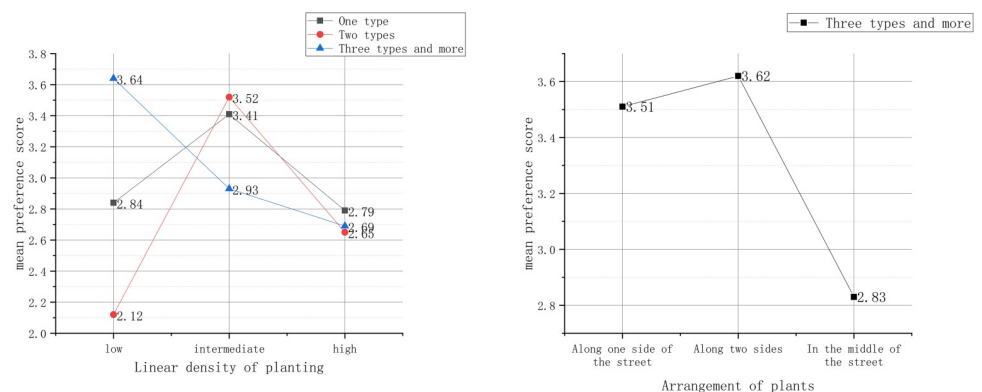 One type
Two types
Three types and more
mean preference score
3.8
3.6
3.4
3.2
3.0
2.8
2.6
2.4
2.2
2.0
3.64
3.52
3.41
2.93
2.84
2.79
2.69
2.65
2.12
low
intermediate
high
Linear density of planting
Three types and more
mean preference score
3.6
3.4
3.2
3.0
2.8
3.51
3.62
2.83
Along one side of
the street
Along two sides
In the middle of
the street
Arrangement of plants